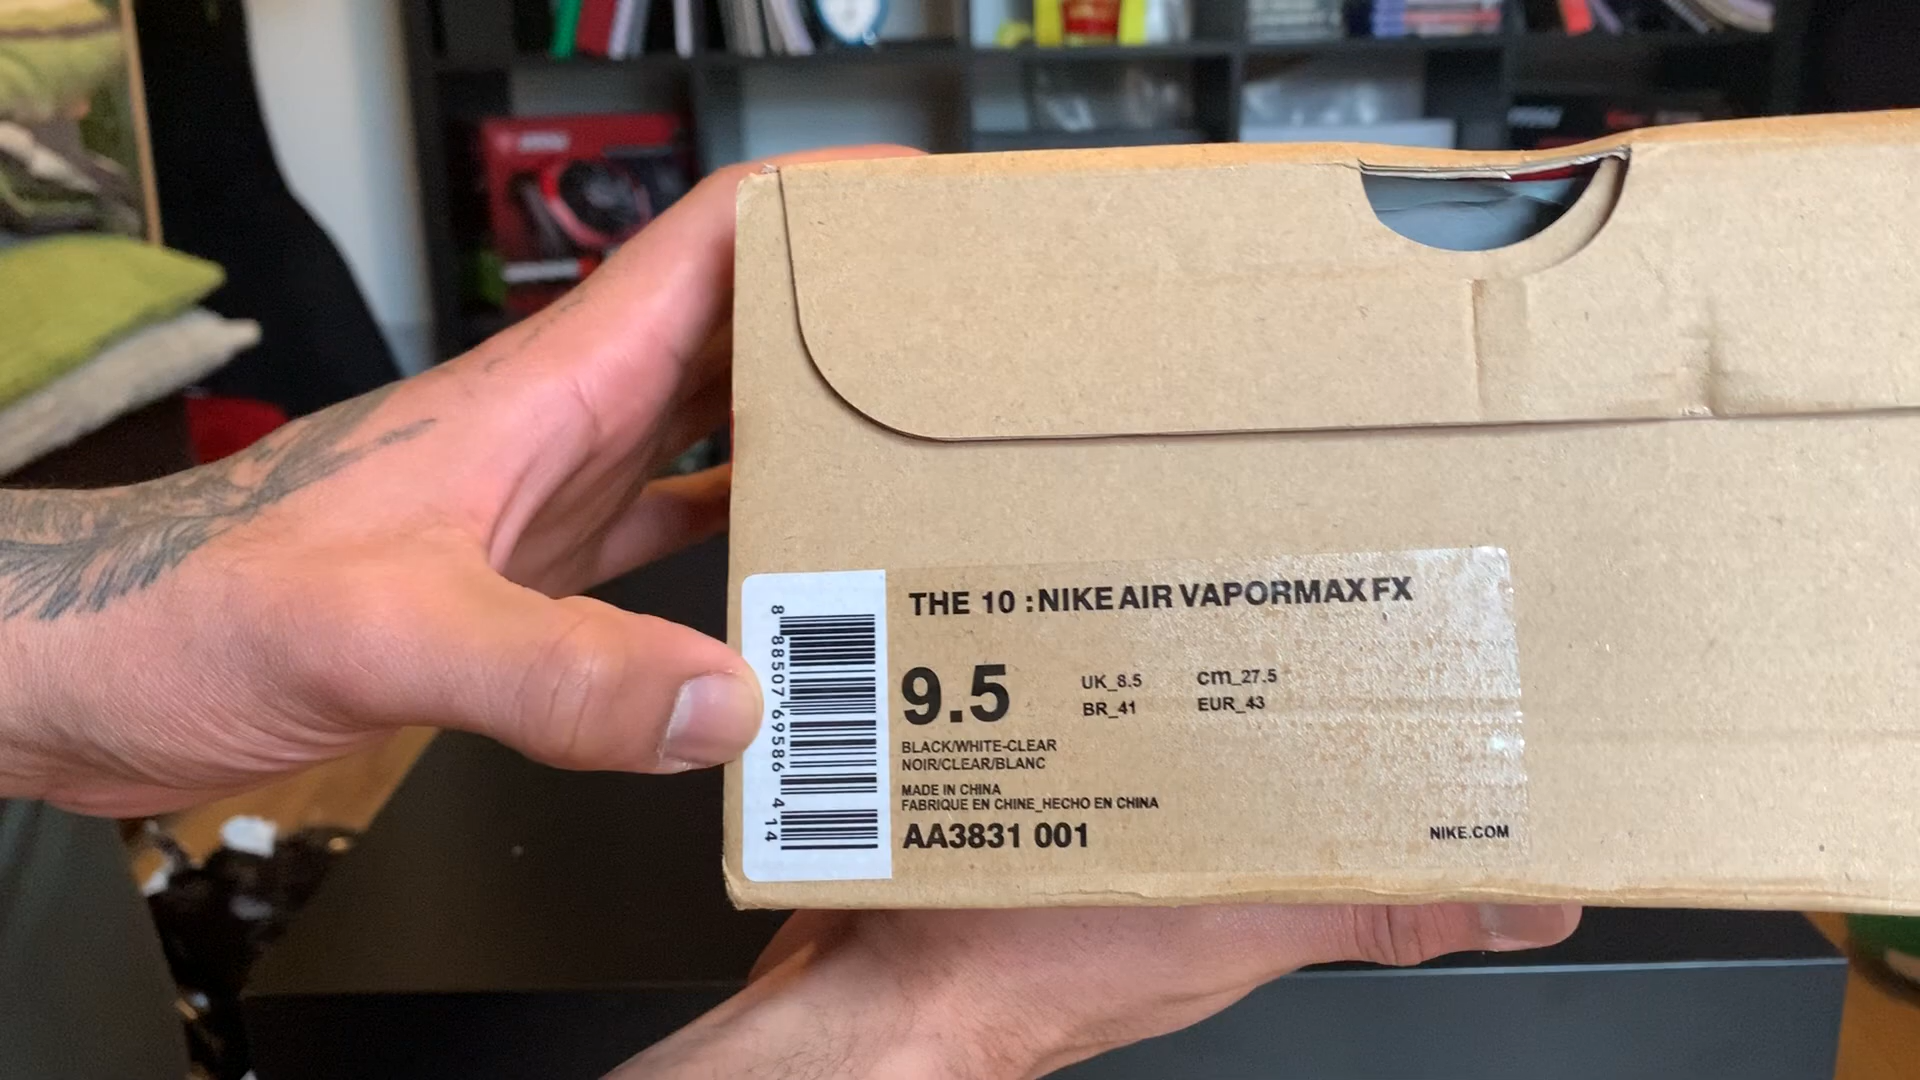 THE 10 : NIKE AIR VAPORMAX FX
9.5
UK_8.5 cm_27.5
BR_41 EUR_43
BLACK/WHITE-CLEAR
NOIR/CLEAR/BLANC
MADE IN CHINA
FABRIQUE EN CHINE_HECHO EN CHINA
AA3831 001
NIKE.COM
8 88507 69586 4 14